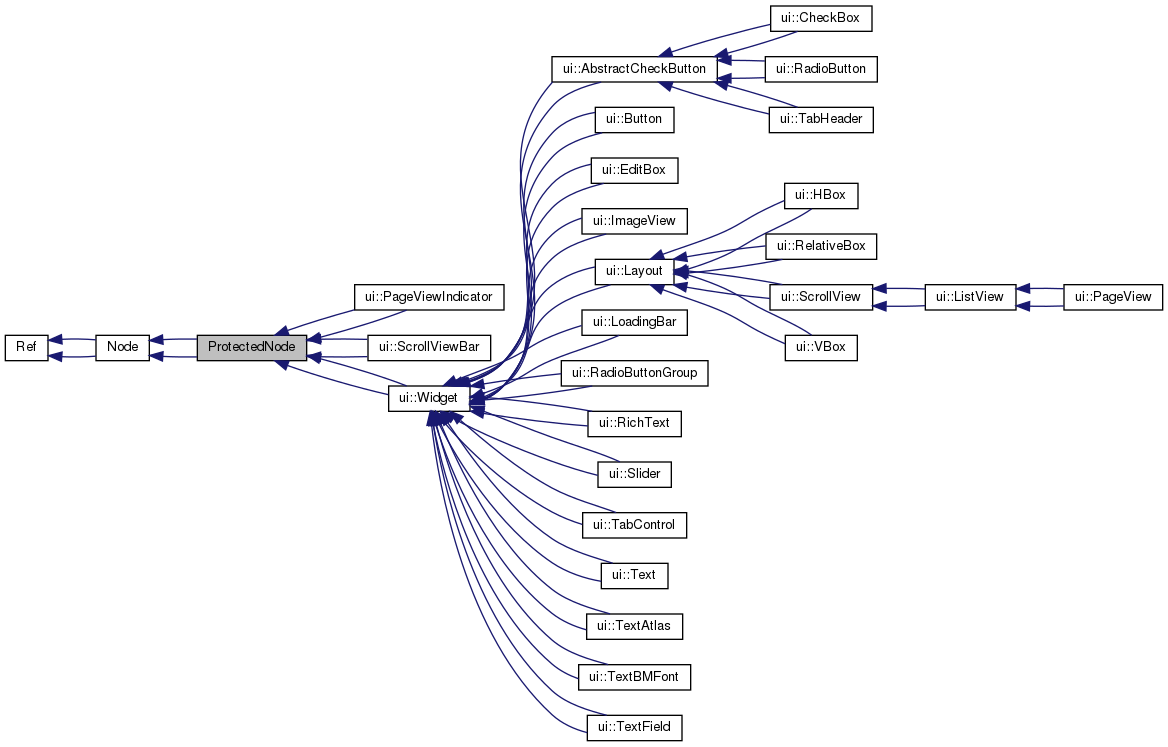 ui::CheckBox
ui::AbstractCheckButton
ui::RadioButton
ui::TabHeader
ui::Button
ui::EditBox
ui::HBox
ui::ImageView
ui::RelativeBox
ui::Layout
ui::PageViewIndicator
ui::ScrollView
ui::ListView
ui::PageView
ui::LoadingBar
Ref
Node
ProtectedNode
ui::ScrollViewBar
ui::VBox
ui::RadioButtonGroup
ui::Widget
ui::RichText
ui::Slider
ui::TabControl
ui::Text
ui::TextAtlas
ui::TextBMFont
ui::TextField